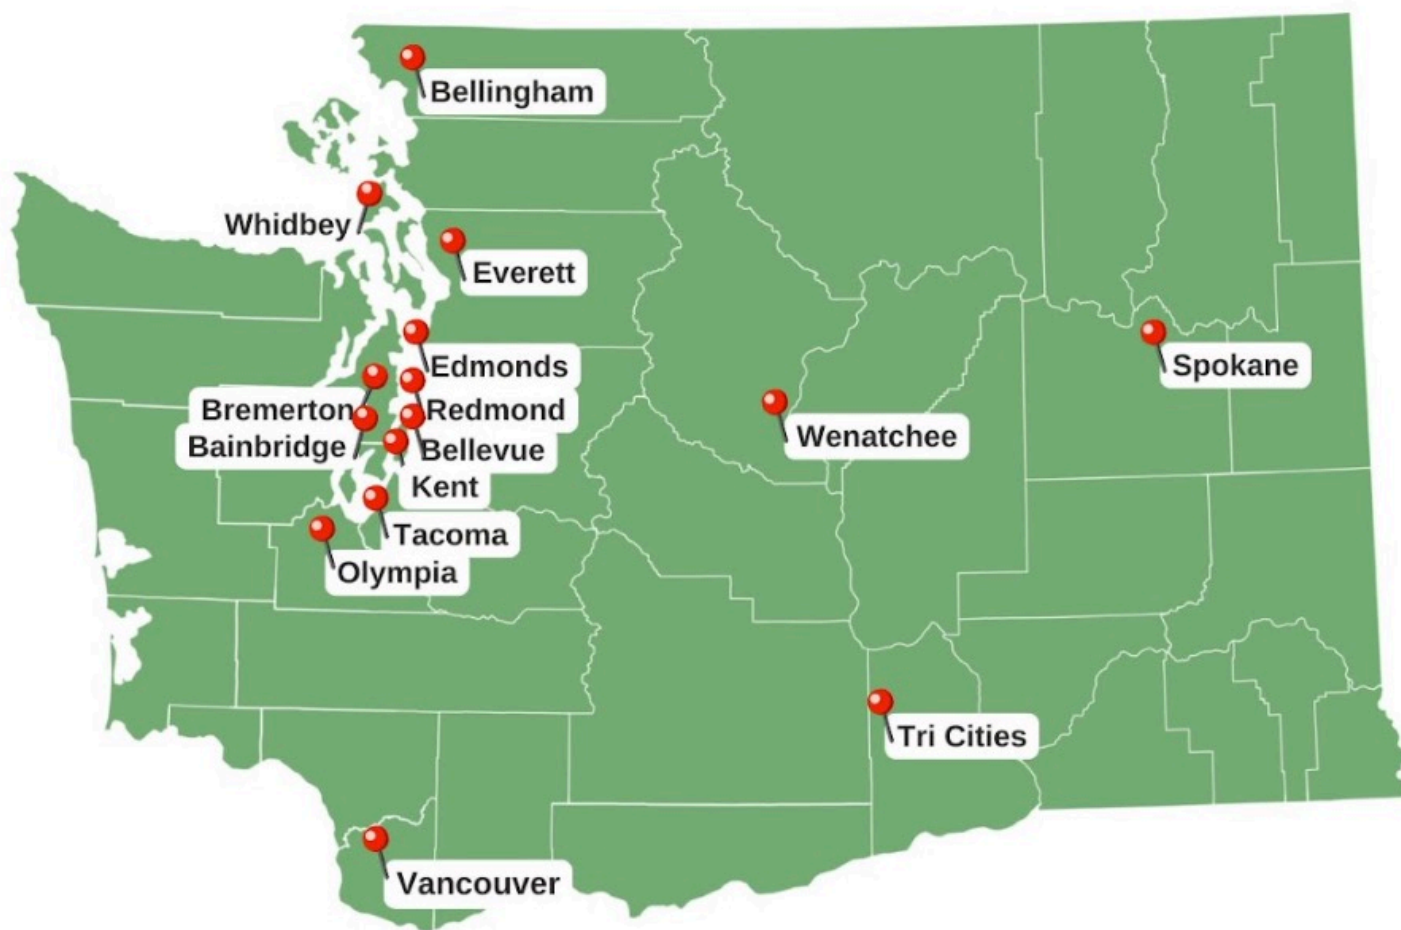 Bellingham
Whidbey
Everett
Edmonds
Spokane
Bremerton
Redmond
Wenatchee
Bainbridge
Bellevue
Kent
Tacoma
Olympia
Tri Cities
Vancouver